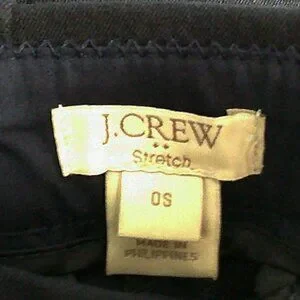 J.CREW
Stretch
0S
MADE IN
PHILIPPINES